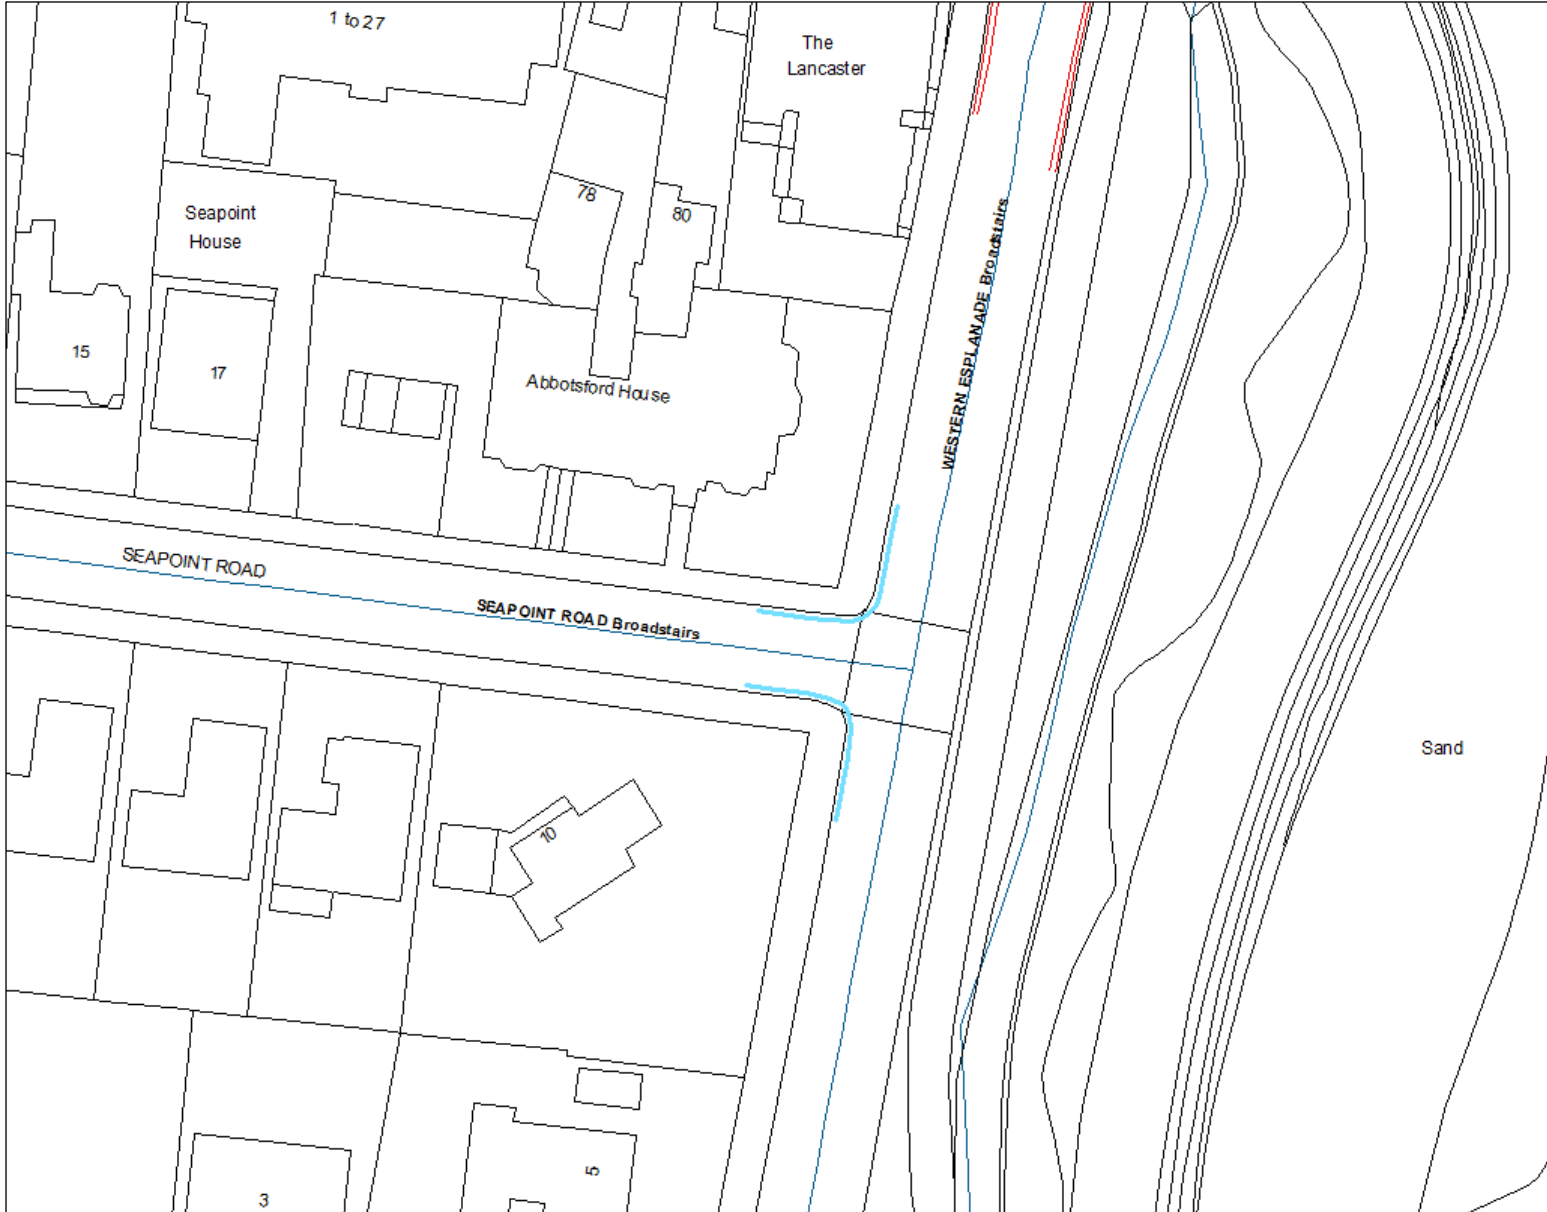 1 to 27
The
Lancaster
78
80
Seapoint
House
15
17
Abbotsford House
WESTERN ESPLANADE Broadstairs
SEAPOINT ROAD
SEAPOINT ROAD Broadstairs
Sand
10
5
3